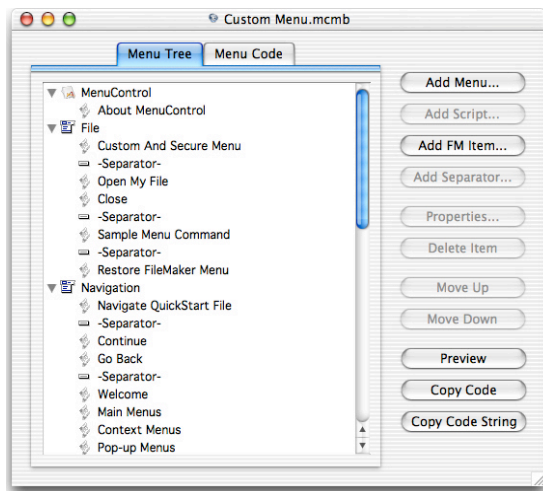 Custom Menu.mcmb
Menu Tree
Menu Code
MenuControl
About MenuControl
File
Custom And Secure Menu
-Separator-
Open My File
Close
-Separator-
Sample Menu Command
-Separator-
Restore FileMaker Menu
Navigation
Navigate QuickStart File
-Separator-
Continue
Go Back
-Separator-
Welcome
Main Menus
Context Menus
Pop-up Menus
Add Menu...
Add Script...
Add FM Item...
Add Separator...
Properties...
Delete Item
Move Up
Move Down
Preview
Copy Code
Copy Code String